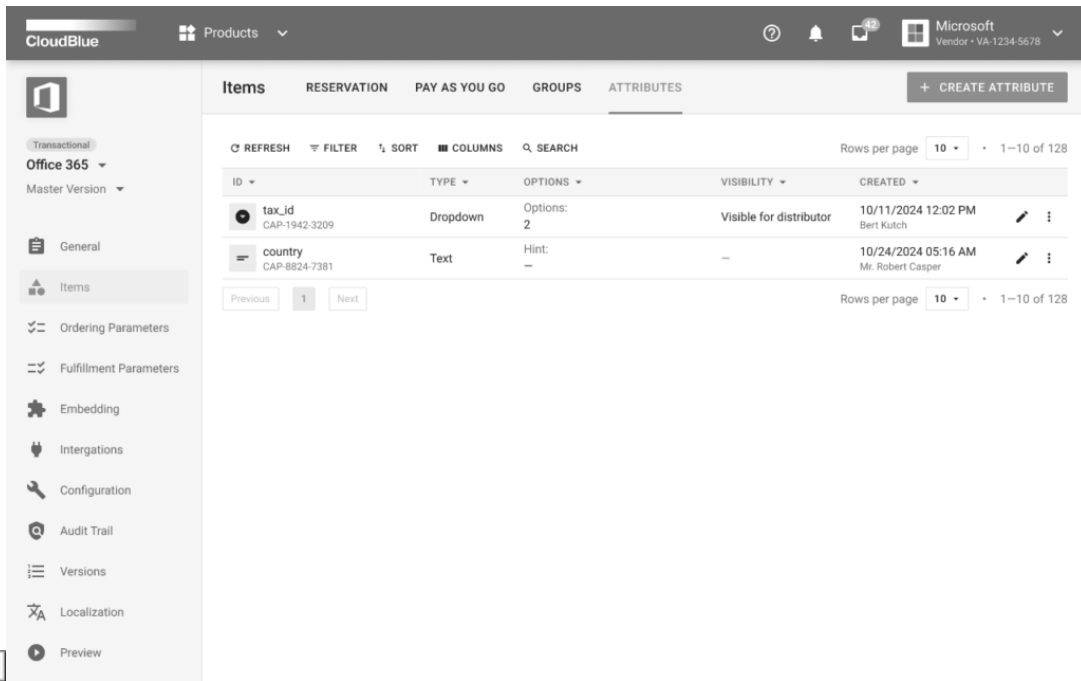 CloudBlue
Products
42
Microsoft
Vendor • VA-1234-5678
Transactional
Office 365
Master Version
General
Items
Ordering Parameters
Fulfillment Parameters
Embedding
Intergations
Configuration
Audit Trail
Versions
Localization
Preview
Items RESERVATION PAY AS YOU GO GROUPS ATTRIBUTES + CREATE ATTRIBUTE
REFRESH FILTER SORT COLUMNS SEARCH Rows per page 10 • 1–10 of 128
ID TYPE OPTIONS VISIBILITY CREATED
tax_id Dropdown Options: Visible for distributor 10/11/2024 12:02 PM
CAP-1942-3209 2 Bert Kutch
country Text Hint: – 10/24/2024 05:16 AM
CAP-8824-7381 – Mr. Robert Casper
Previous 1 Next Rows per page 10 • 1–10 of 128